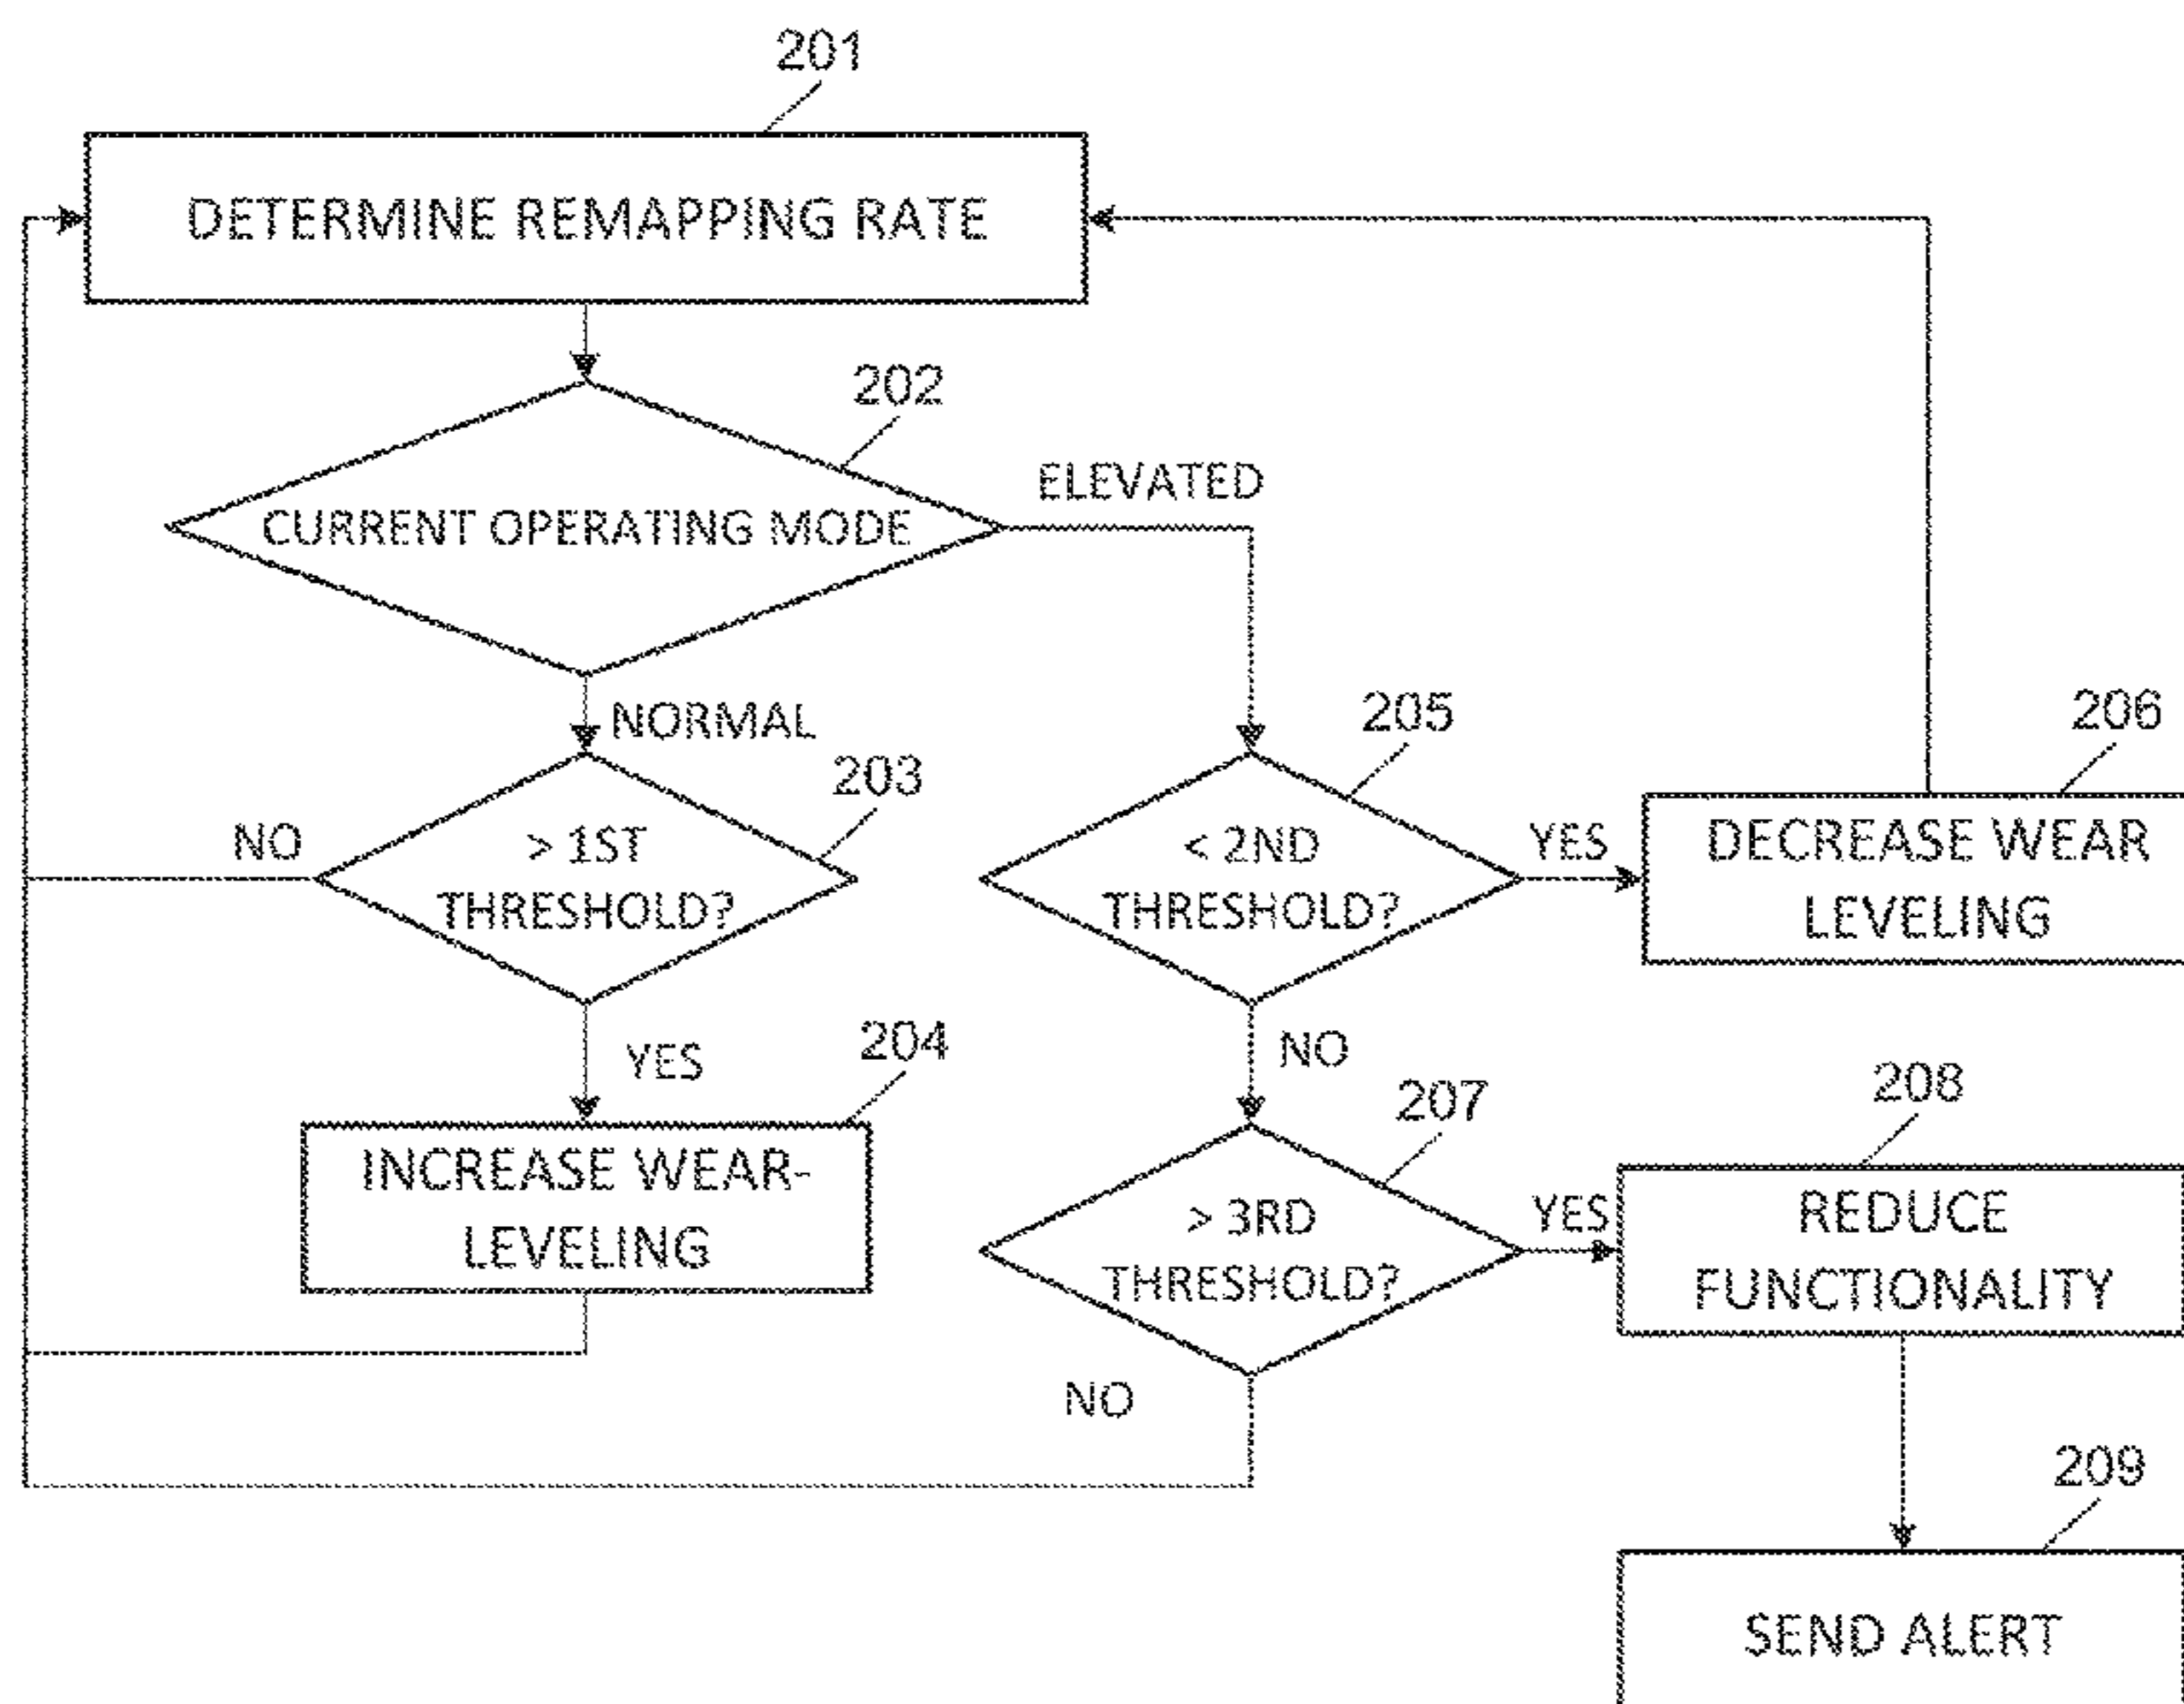 201
DETERMINE REMAPPING RATE
202
CURRENT OPERATING MODE
ELEVATED
NORMAL
203
> 1ST
THRESHOLD?
NO
YES
204
INCREASE WEAR-
LEVELING
205
< 2ND
THRESHOLD?
YES
206
DECREASE WEAR
LEVELING
NO
207
> 3RD
THRESHOLD?
YES
NO
208
REDUCE
FUNCTIONALITY
209
SEND ALERT